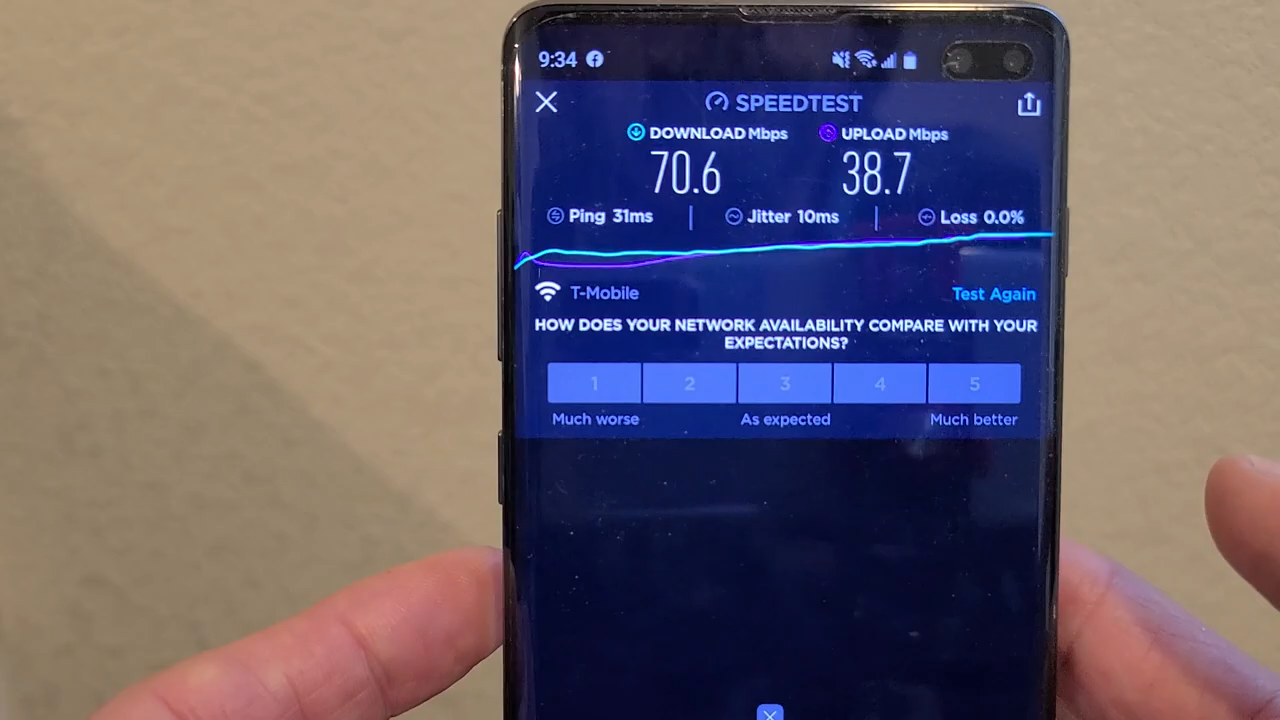 9:34
SPEEDTEST
DOWNLOAD Mbps UPLOAD Mbps
70.6 38.7
Ping 31ms Jitter 10ms Loss 0.0%
T-Mobile Test Again
HOW DOES YOUR NETWORK AVAILABILITY COMPARE WITH YOUR
EXPECTATIONS?
1 2 3 4 5
Much worse As expected Much better